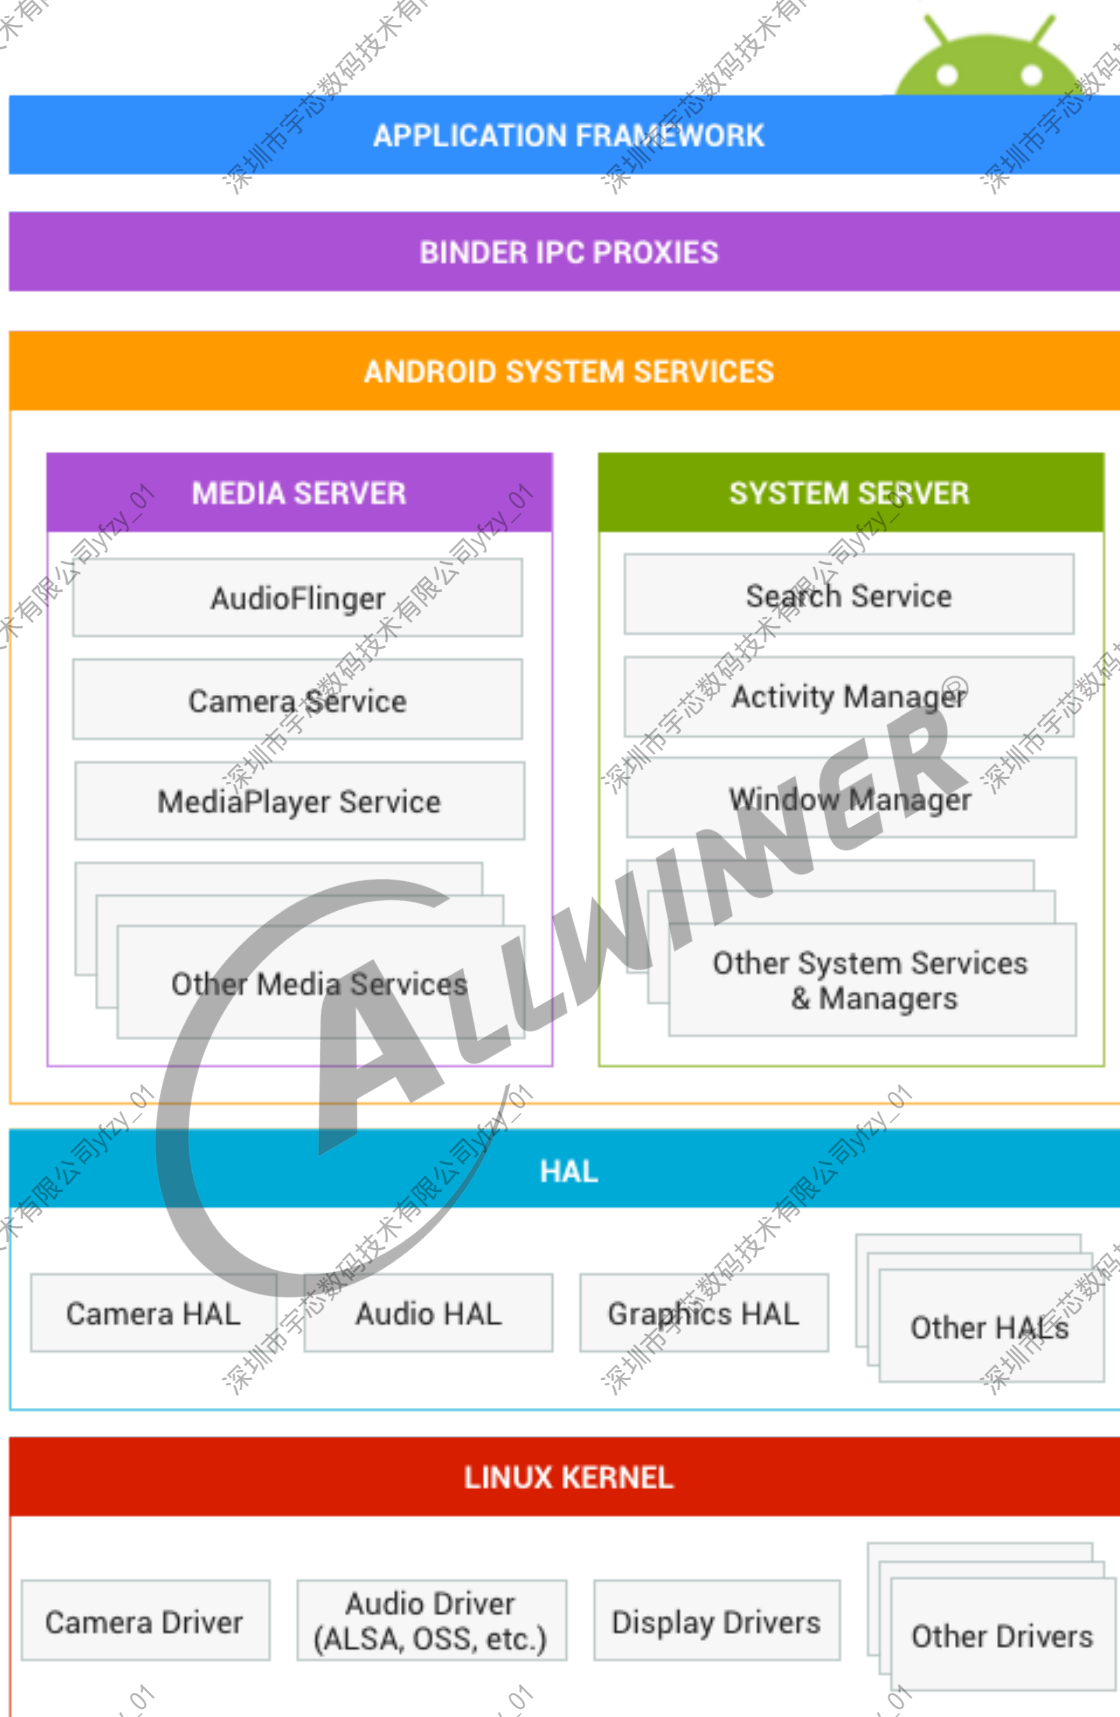 APPLICATION FRAMEWORK
BINDER IPC PROXIES
ANDROID SYSTEM SERVICES
MEDIA SERVER
AudioFlinger
Camera Service
MediaPlayer Service
Other Media Services
SYSTEM SERVER
Search Service
Activity Manager
Window Manager
Other System Services
& Managers
HAL
Camera HAL
Audio HAL
Graphics HAL
Other HALs
LINUX KERNEL
Camera Driver
Audio Driver
(ALSA, OSS, etc.)
Display Drivers
Other Drivers
ALLWINNER®
深圳市宇芯数码技术有限公司yfzy_01